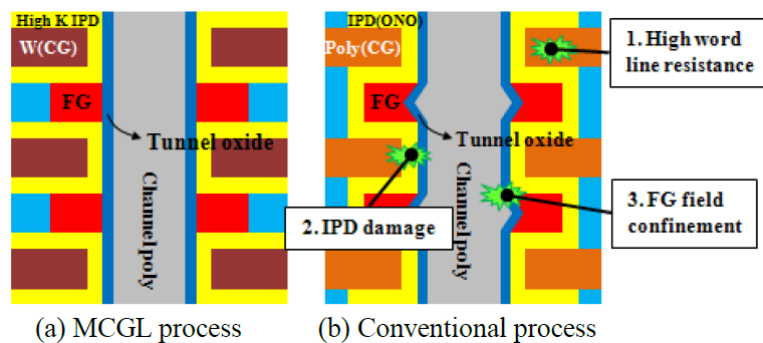 High K IPD
W(CG)
FG
Tunnel oxide
Channel poly
(a) MCGL process
IPD(ONO)
Poly(CG)
FG
Tunnel oxide
Channel poly
1. High word
line resistance
2. IPD damage
3. FG field
confinement
(b) Conventional process